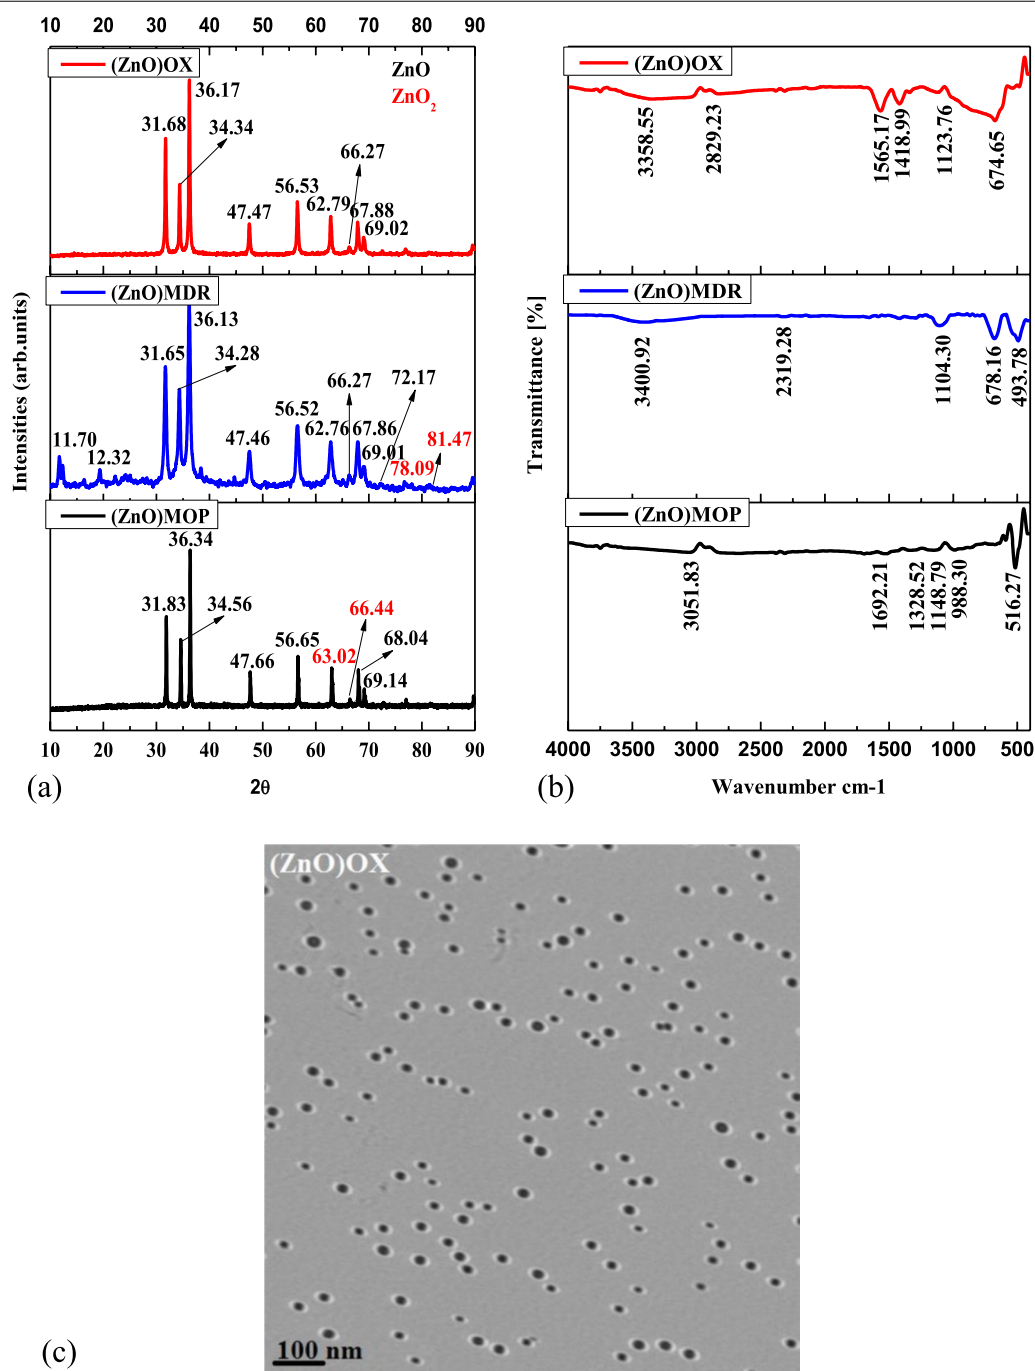 10 20 30 40 50 60 70 80 90
(ZnO)OX
ZnO
ZnO2
36.17
31.68
34.34
66.27
56.53
62.79
67.88
47.47
69.02
(ZnO)MDR
36.13
31.65
34.28
66.27
72.17
56.52
62.76
67.86
47.46
69.01
81.47
78.09
11.70
12.32
(ZnO)MOP
36.34
31.83
34.56
66.44
56.65
63.02
68.04
47.66
69.14
10 20 30 40 50 60 70 80 90
2θ
Intensities (arb.units)
(a)
(ZnO)OX
3358.55
2829.23
1565.17
1418.99
1123.76
674.65
(ZnO)MDR
3400.92
2319.28
1104.30
678.16
493.78
(ZnO)MOP
3051.83
1692.21
1328.52
1148.79
988.30
516.27
4000 3500 3000 2500 2000 1500 1000 500
Wavenumber cm-1
Transmittance [%]
(b)
(ZnO)OX
100 nm
(c)